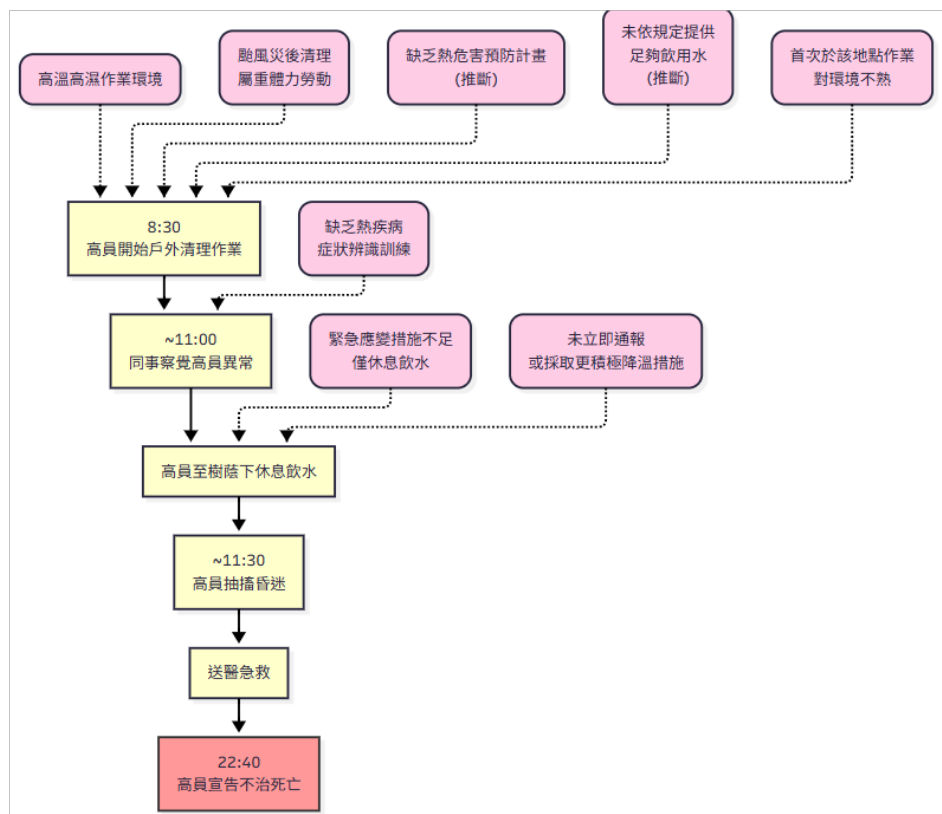 高溫高濕作業環境
颱風災後清理
屬重體力勞動
缺乏熱危害預防計畫
(推斷)
未依規定提供
足夠飲用水
(推斷)
首次於該地點作業
對環境不熟
8:30
高員開始戶外清理作業
缺乏熱疾病
症狀辨識訓練
~11:00
同事察覺高員異常
緊急應變措施不足
僅休息飲水
未立即通報
或採取更積極降溫措施
高員至樹蔭下休息飲水
~11:30
高員抽搐昏迷
送醫急救
22:40
高員宣告不治死亡